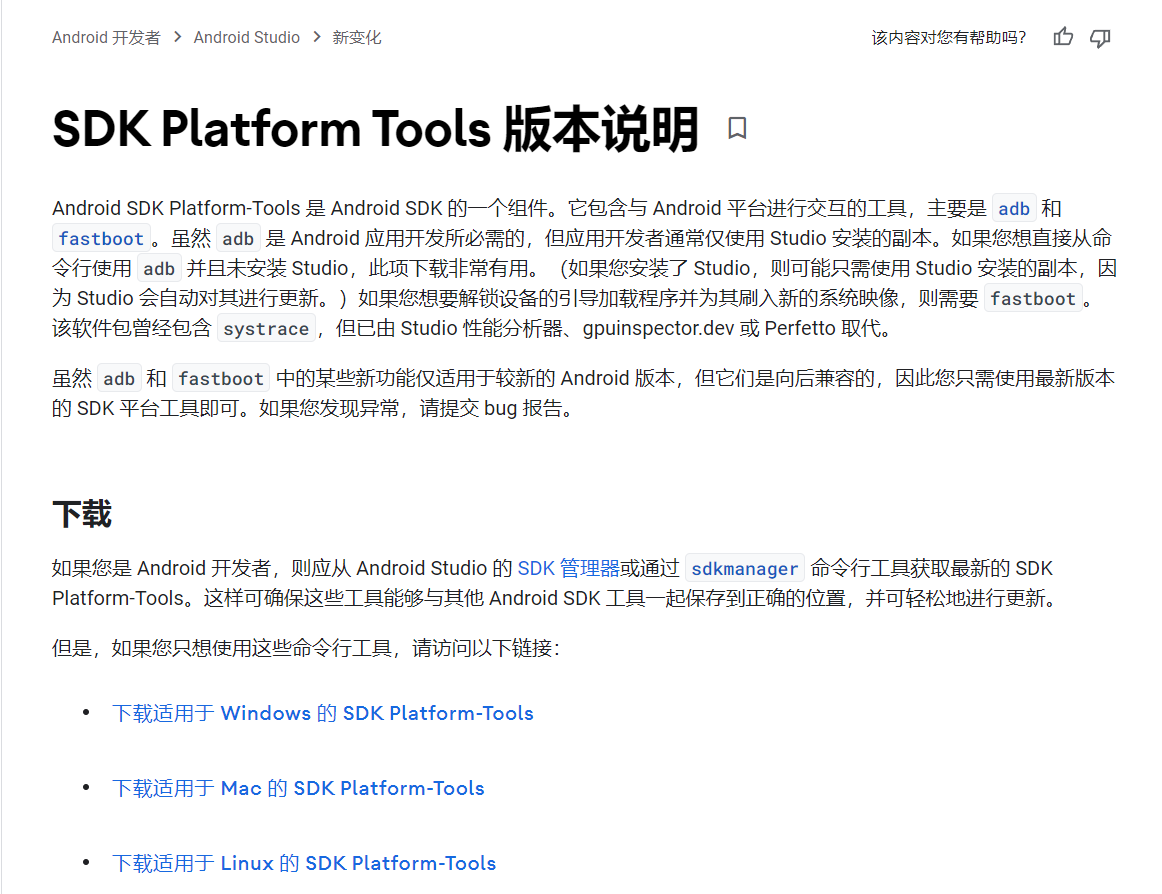 Android 开发者 > Android Studio > 新变化
该内容对您有帮助吗？
SDK Platform Tools 版本说明
Android SDK Platform-Tools 是 Android SDK 的一个组件。它包含与 Android 平台进行交互的工具，主要是 adb 和
fastboot。虽然 adb 是 Android 应用开发所必需的，但应用开发者通常仅使用 Studio 安装的副本。如果您想直接从命
令行使用 adb 并且未安装 Studio，此项下载非常有用。（如果您安装了 Studio，则可能只需使用 Studio 安装的副本，因
为 Studio 会自动对其进行更新。）如果您想要解锁设备的引导加载程序并为其刷入新的系统映像，则需要 fastboot。
该软件包曾经包含 systrace，但已由 Studio 性能分析器、gpuinspector.dev 或 Perfetto 取代。
虽然 adb 和 fastboot 中的某些新功能仅适用于较新的 Android 版本，但它们是向后兼容的，因此您只需使用最新版本
的 SDK 平台工具即可。如果您发现异常，请提交 bug 报告。
下载
如果您是 Android 开发者，则应从 Android Studio 的 SDK 管理器或通过 sdkmanager 命令行工具获取最新的 SDK
Platform-Tools。这样可确保这些工具能够与其他 Android SDK 工具一起保存到正确的位置，并可轻松地进行更新。
但是，如果您只想使用这些命令行工具，请访问以下链接：
• 下载适用于 Windows 的 SDK Platform-Tools
• 下载适用于 Mac 的 SDK Platform-Tools
• 下载适用于 Linux 的 SDK Platform-Tools